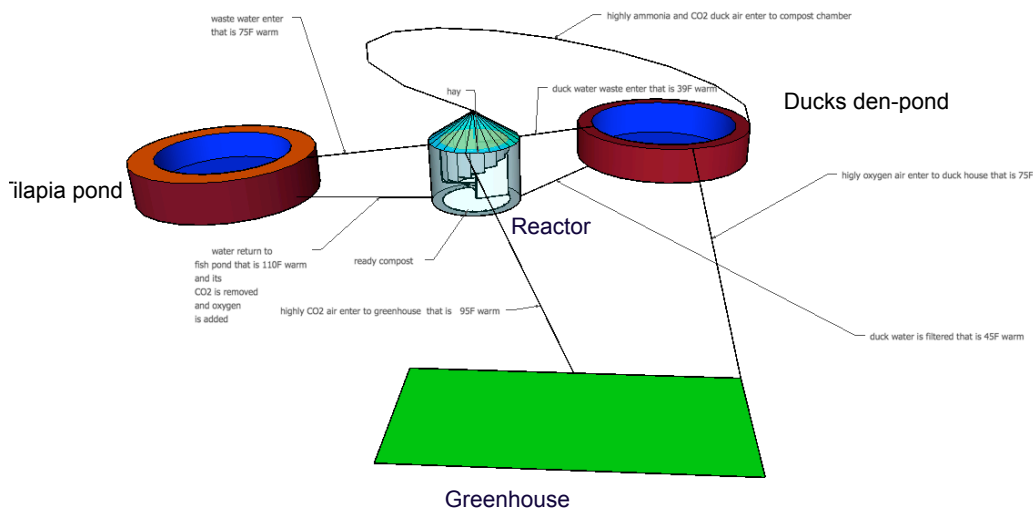 highly ammonia and CO2 duck air enter to compost chamber
waste water enter
that is 75F warm
hay
duck water waste enter that is 39F warm
Ducks den-pond
ilapia pond
higly oxygen air enter to duck house that is 75F
Reactor
water return to
fish pond that is 110F warm
and its
CO2 is removed
and oxygen
is added
ready compost
highly CO2 air enter to greenhouse that is 95F warm
duck water is filtered that is 45F warm
Greenhouse